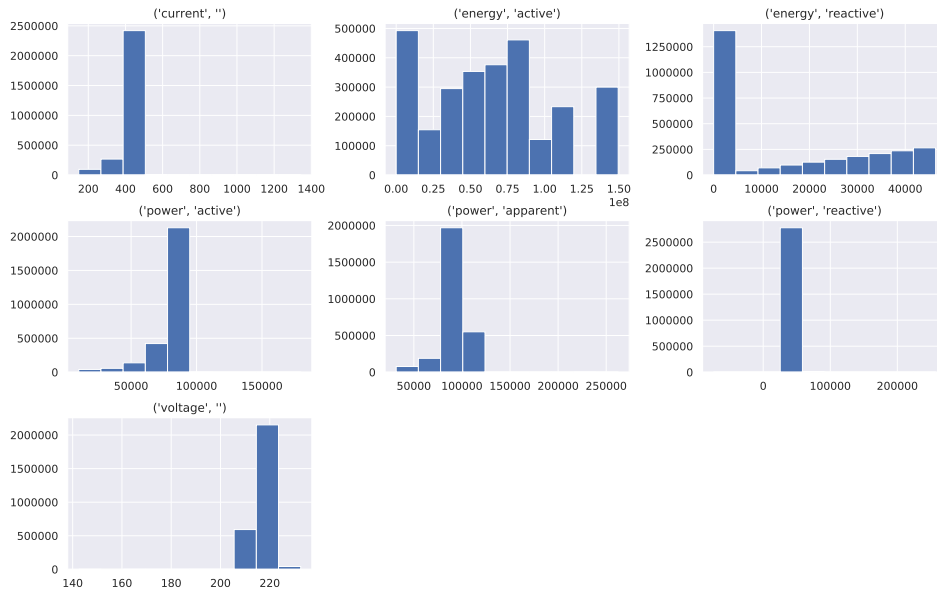 ('current', '')
2500000
2000000
1500000
1000000
500000
0
200 400 600 800 1000 1200 1400
('energy', 'active')
500000
400000
300000
200000
100000
0
0.00 0.25 0.50 0.75 1.00 1.25 1.50
1e8
('energy', 'reactive')
1250000
1000000
750000
500000
250000
0
0 10000 20000 30000 40000
('power', 'active')
2000000
1500000
1000000
500000
0
50000 100000 150000
('power', 'apparent')
2000000
1500000
1000000
500000
0
50000 100000 150000 200000 250000
('power', 'reactive')
2500000
2000000
1500000
1000000
500000
0
0 100000 200000
('voltage', '')
2000000
1500000
1000000
500000
0
140 160 180 200 220